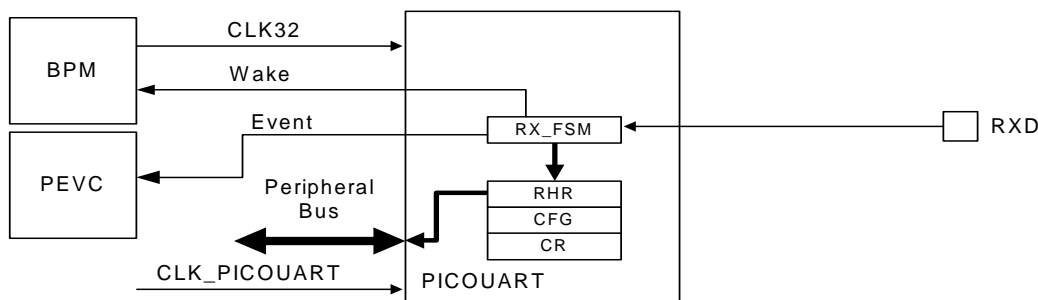 CLK32
BPM
Wake
Event
RX_FSM
RXD
PEVC
Peripheral
Bus
RHR
CFG
CR
CLK_PICOUART
PICOUART